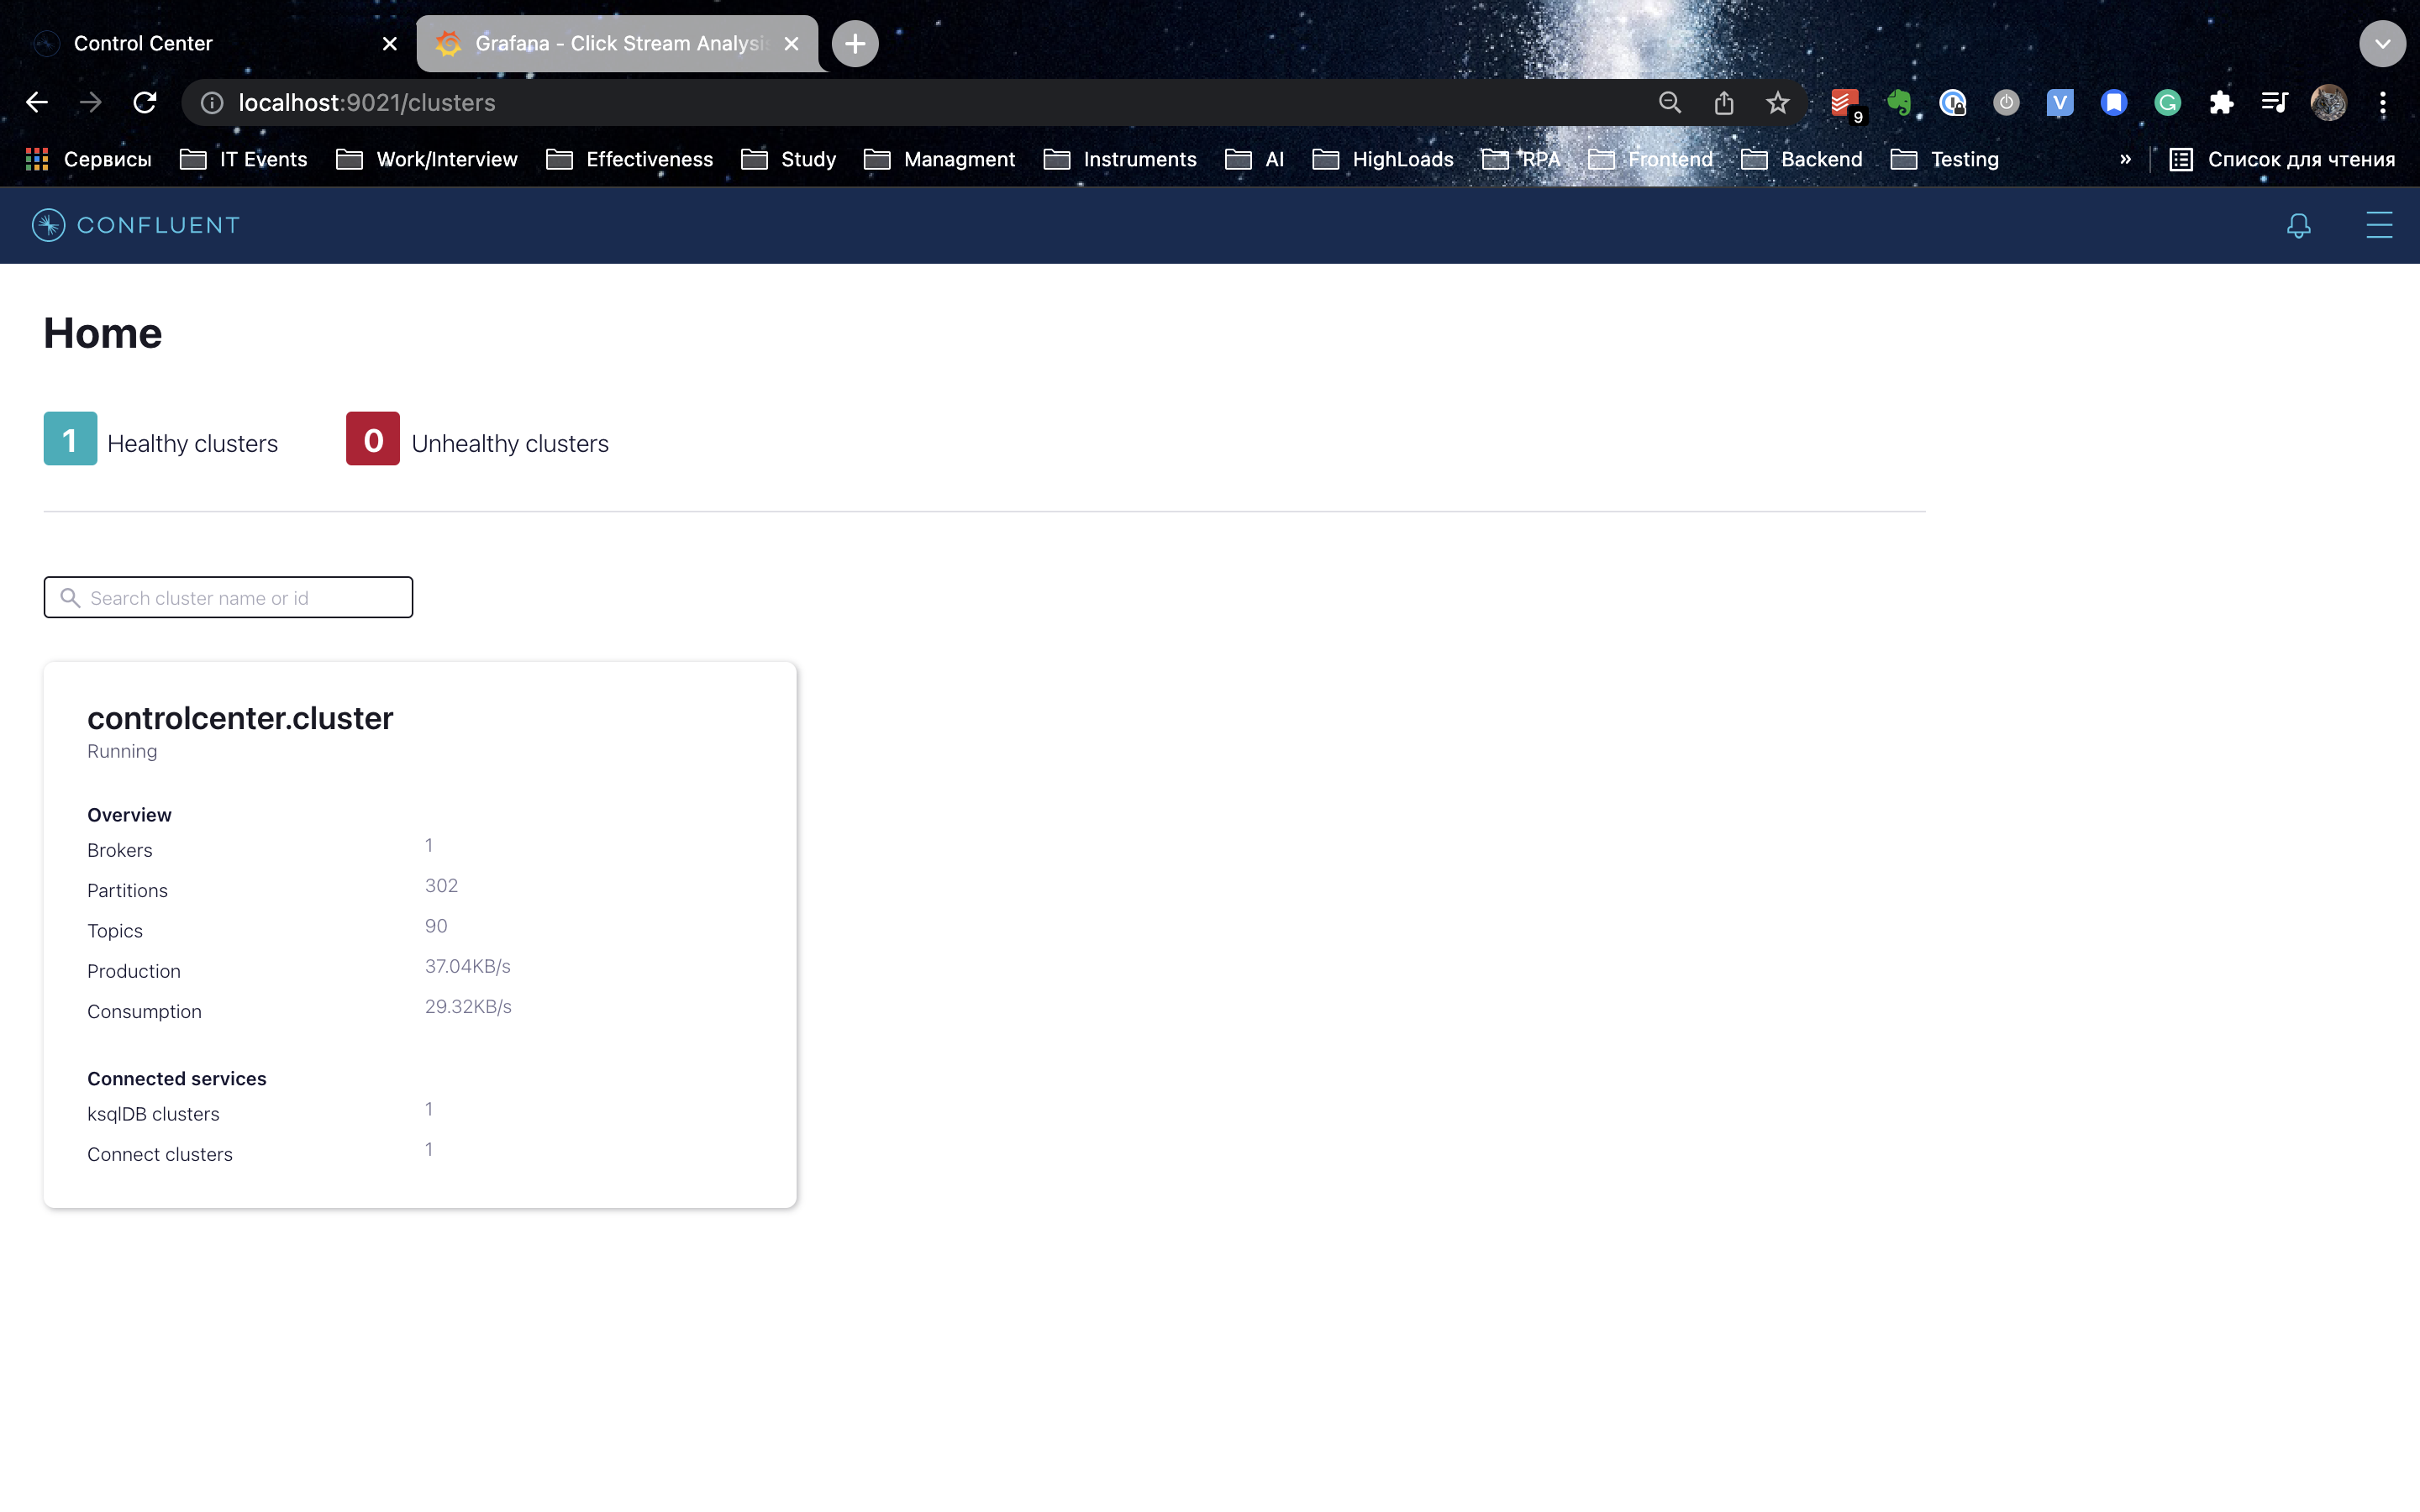 Control Center
Grafana - Click Stream Analysis
localhost:9021/clusters
9
Сервисы IT Events Work/Interview Effectiveness Study Managment Instruments AI HighLoads RPA Frontend Backend Testing » Список для чтения
CONFLUENT
Home
1 Healthy clusters 0 Unhealthy clusters
Search cluster name or id
controlcenter.cluster
Running
Overview
Brokers 1
Partitions 302
Topics 90
Production 37.04KB/s
Consumption 29.32KB/s
Connected services
ksqlDB clusters 1
Connect clusters 1